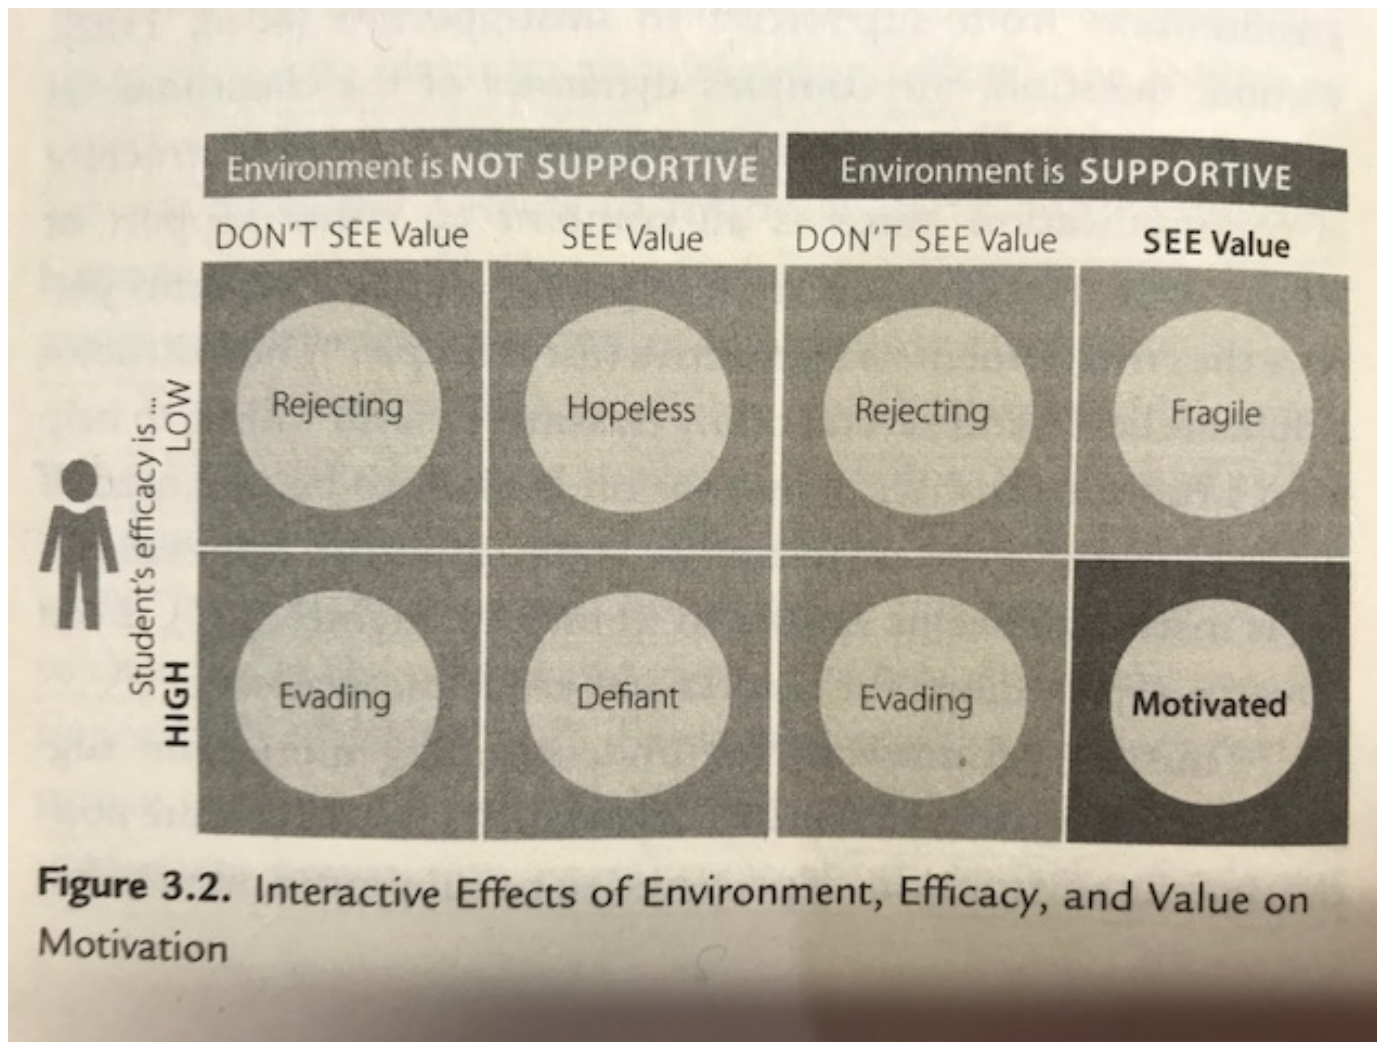 Environment is NOT SUPPORTIVE Environment is SUPPORTIVE
DON'T SEE Value SEE Value DON'T SEE Value SEE Value
Student's efficacy is ...
LOW
Rejecting Hopeless Rejecting Fragile
HIGH
Evading Defiant Evading Motivated
Figure 3.2. Interactive Effects of Environment, Efficacy, and Value on
Motivation